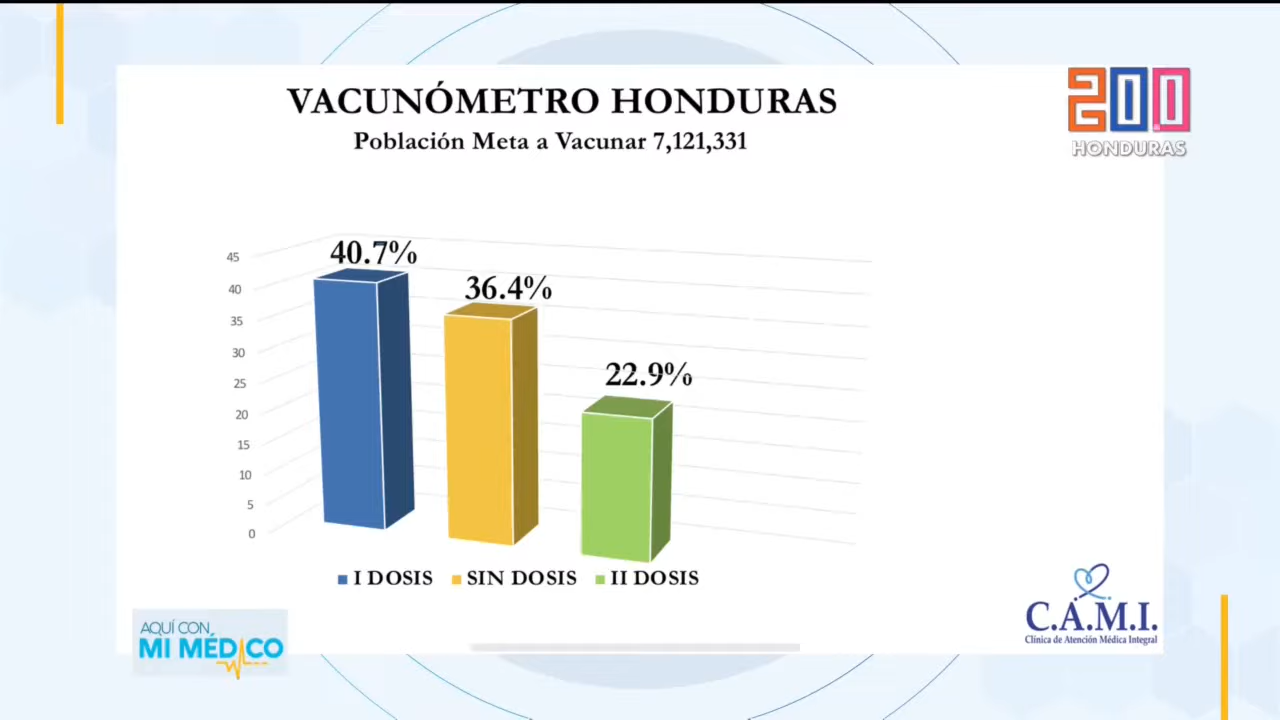 VACUNÓMETRO HONDURAS
Población Meta a Vacunar 7,121,331
200
HONDURAS
40.7%
36.4%
22.9%
45
40
35
30
25
20
15
10
5
0
I DOSIS SIN DOSIS II DOSIS
AQUÍ CON
MI MÉDICO
C.A.M.I.
Clínica de Atención Médica Integral